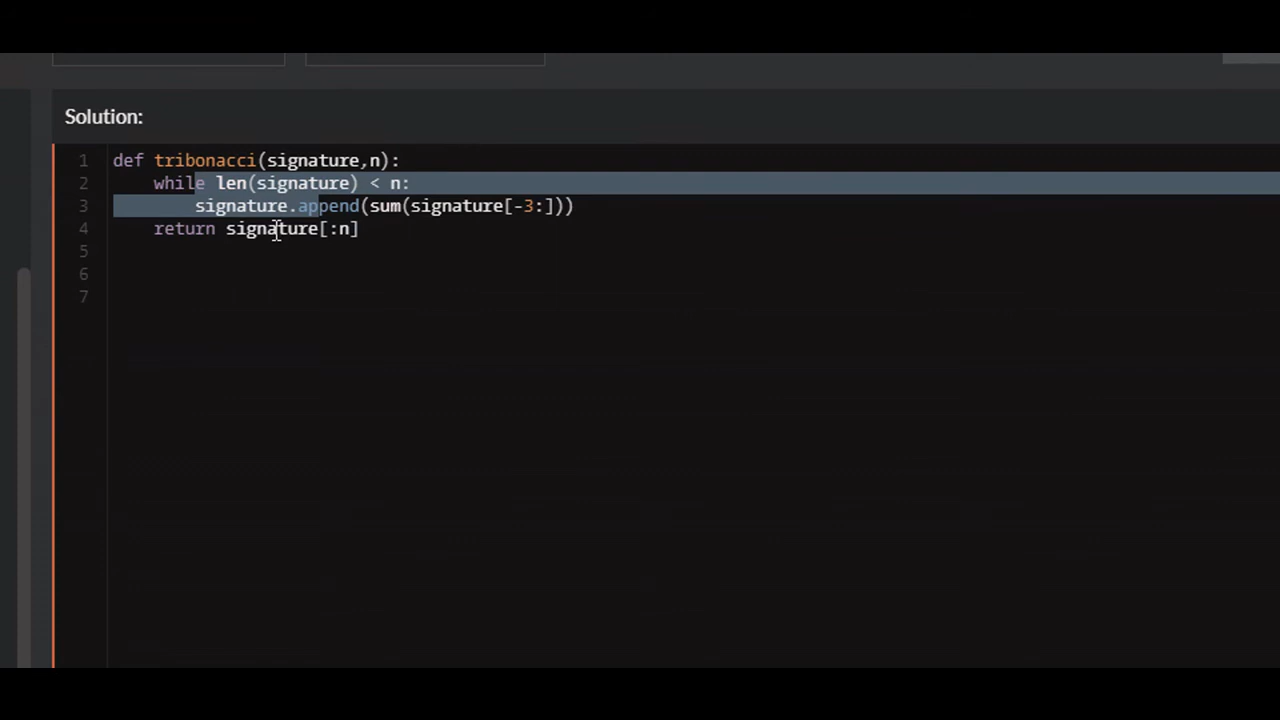 Solution:
1 def tribonacci(signature,n):
2     while len(signature) < n:
3         signature.append(sum(signature[-3:]))
4     return signature[:n]
5
6
7